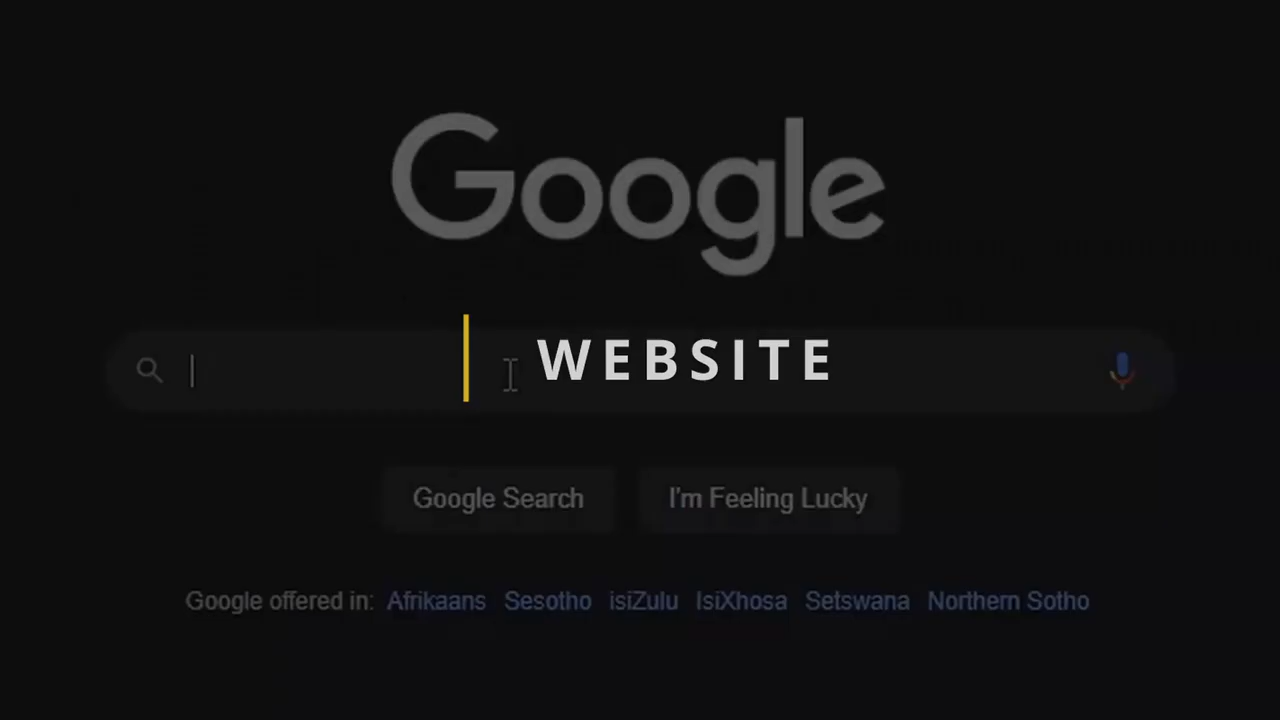 Google
WEBSITE
Google Search I'm Feeling Lucky
Google offered in: Afrikaans Sesotho isiZulu IsiXhosa Setswana Northern Sotho